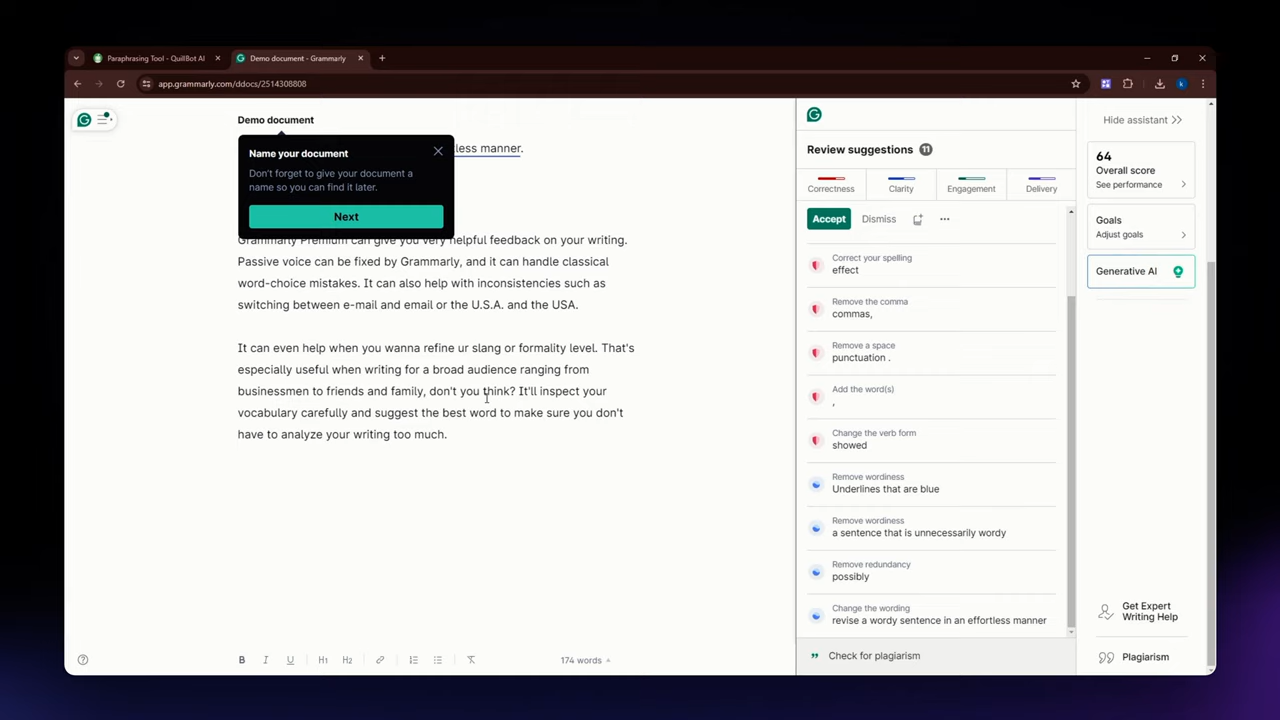 Paraphrasing Tool - QuillBot AI
Demo document - Grammarly
app.grammarly.com/ddocs/2514308808
k
Demo document
Name your document
Don't forget to give your document a
name so you can find it later.
Next
less manner.
Grammarly Premium can give you very helpful feedback on your writing.
Passive voice can be fixed by Grammarly, and it can handle classical
word-choice mistakes. It can also help with inconsistencies such as
switching between e-mail and email or the U.S.A. and the USA.
It can even help when you wanna refine ur slang or formality level. That's
especially useful when writing for a broad audience ranging from
businessmen to friends and family, don't you think? It'll inspect your
vocabulary carefully and suggest the best word to make sure you don't
have to analyze your writing too much.
B I U H1 H2
174 words
Review suggestions 11
Correctness Clarity Engagement Delivery
Accept Dismiss
Correct your spelling
effect
Remove the comma
commas,
Remove a space
punctuation .
Add the word(s)
,
Change the verb form
showed
Remove wordiness
Underlines that are blue
Remove wordiness
a sentence that is unnecessarily wordy
Remove redundancy
possibly
Change the wording
revise a wordy sentence in an effortless manner
Check for plagiarism
Hide assistant
64
Overall score
See performance
Goals
Adjust goals
Generative AI
Get Expert
Writing Help
Plagiarism